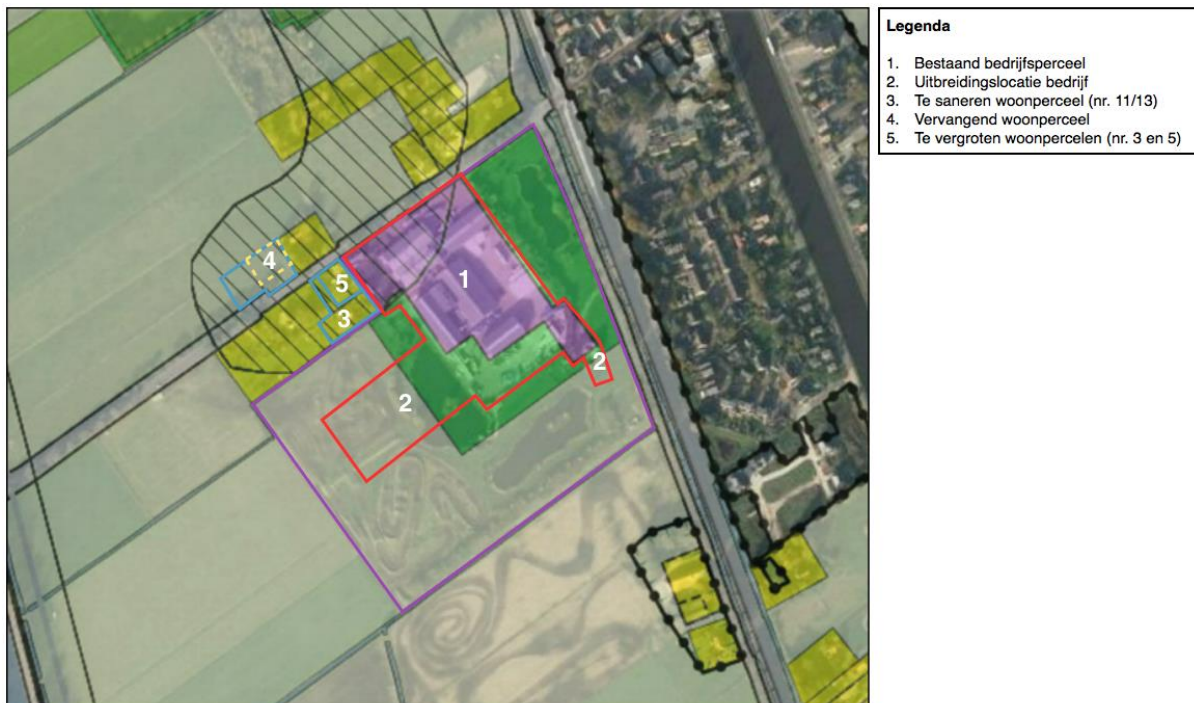 Legenda
1. Bestaand bedrijfsperceel
2. Uitbreidingslocatie bedrijf
3. Te saneren woonperceel (nr. 11/13)
4. Vervangend woonperceel
5. Te vergroten woonpercelen (nr. 3 en 5)
4
5
1
3
2
2